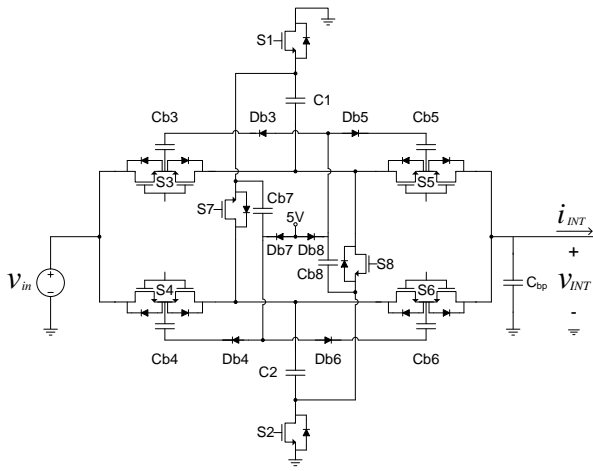 S1
C1
Cb3 Db3 Db5 Cb5
S3 S5
Cb7
S7 5V
Db7 Db8
Cb8 S8
i_INT
v_in + -
+
C_bp v_INT
-
S4 S6
Cb4 Db4 Db6 Cb6
C2
S2